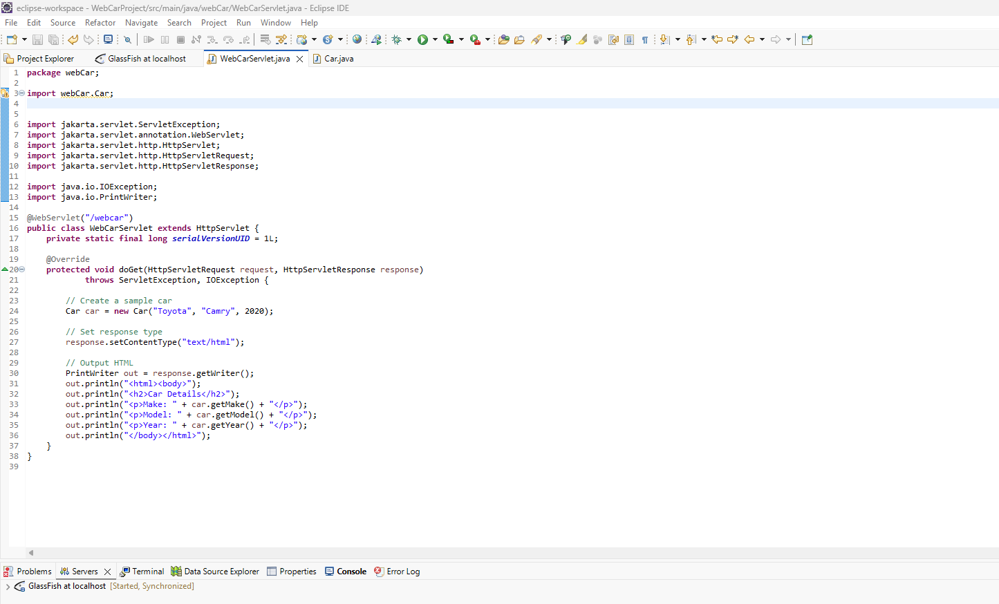 eclipse-workspace - WebCarProject/src/main/java/webCar/WebCarServlet.java - Eclipse IDE
File Edit Source Refactor Navigate Search Project Run Window Help
Project Explorer GlassFish at localhost WebCarServlet.java Car.java
1 package webCar;
2
3 import webCar.Car;
4
5
6 import jakarta.servlet.ServletException;
7 import jakarta.servlet.annotation.WebServlet;
8 import jakarta.servlet.http.HttpServlet;
9 import jakarta.servlet.http.HttpServletRequest;
10 import jakarta.servlet.http.HttpServletResponse;
11
12 import java.io.IOException;
13 import java.io.PrintWriter;
14
15 @WebServlet("/webcar")
16 public class WebCarServlet extends HttpServlet {
17     private static final long serialVersionUID = 1L;
18
19     @Override
20     protected void doGet(HttpServletRequest request, HttpServletResponse response)
21             throws ServletException, IOException {
22
23         // Create a sample car
24         Car car = new Car("Toyota", "Camry", 2020);
25
26         // Set response type
27         response.setContentType("text/html");
28
29         // Output HTML
30         PrintWriter out = response.getWriter();
31         out.println("<html><body>");
32         out.println("<h2>Car Details</h2>");
33         out.println("<p>Make: " + car.getMake() + "</p>");
34         out.println("<p>Model: " + car.getModel() + "</p>");
35         out.println("<p>Year: " + car.getYear() + "</p>");
36         out.println("</body></html>");
37     }
38 }
39
Problems Servers Terminal Data Source Explorer Properties Console Error Log
GlassFish at localhost [Started, Synchronized]